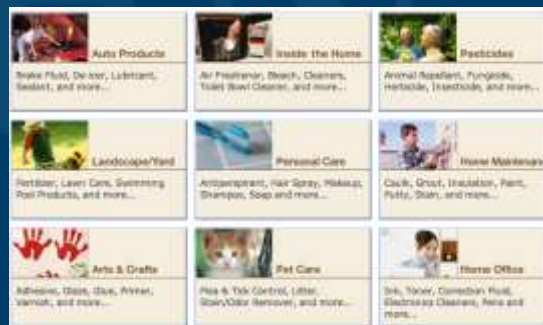 Auto Products
Brake Fluid, De-icer, Lubricant,
Sealant, and more...
Inside the Home
Air Freshener, Bleach, Cleaners,
Toilet Bowl Cleaner, and more...
Pesticides
Animal Repellant, Fungicide,
Herbicide, Insecticide, and more...
Landscape/Yard
Fertilizer, Lawn Care, Swimming
Pool Products, and more...
Personal Care
Antiperspirant, Hair Spray, Makeup,
Shampoo, Soap and more...
Home Maintenanc
Caulk, Grout, Insulation, Paint,
Putty, Stain, and more...
Arts & Crafts
Adhesive, Glaze, Glue, Primer,
Varnish, and more...
Pet Care
Flea & Tick Control, Litter,
Stain/Odor Remover, and more...
Home Office
Ink, Toner, Correction Fluid,
Electronics Cleaners, Pens and
more...